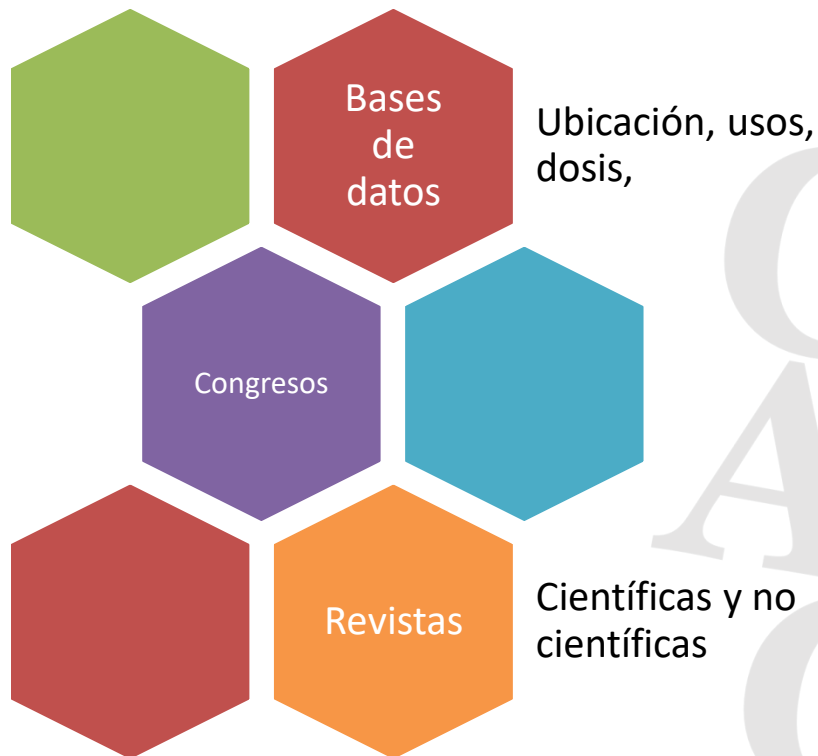 Bases
de
datos
Ubicación, usos,
dosis,
Congresos
Revistas
Científicas y no
científicas